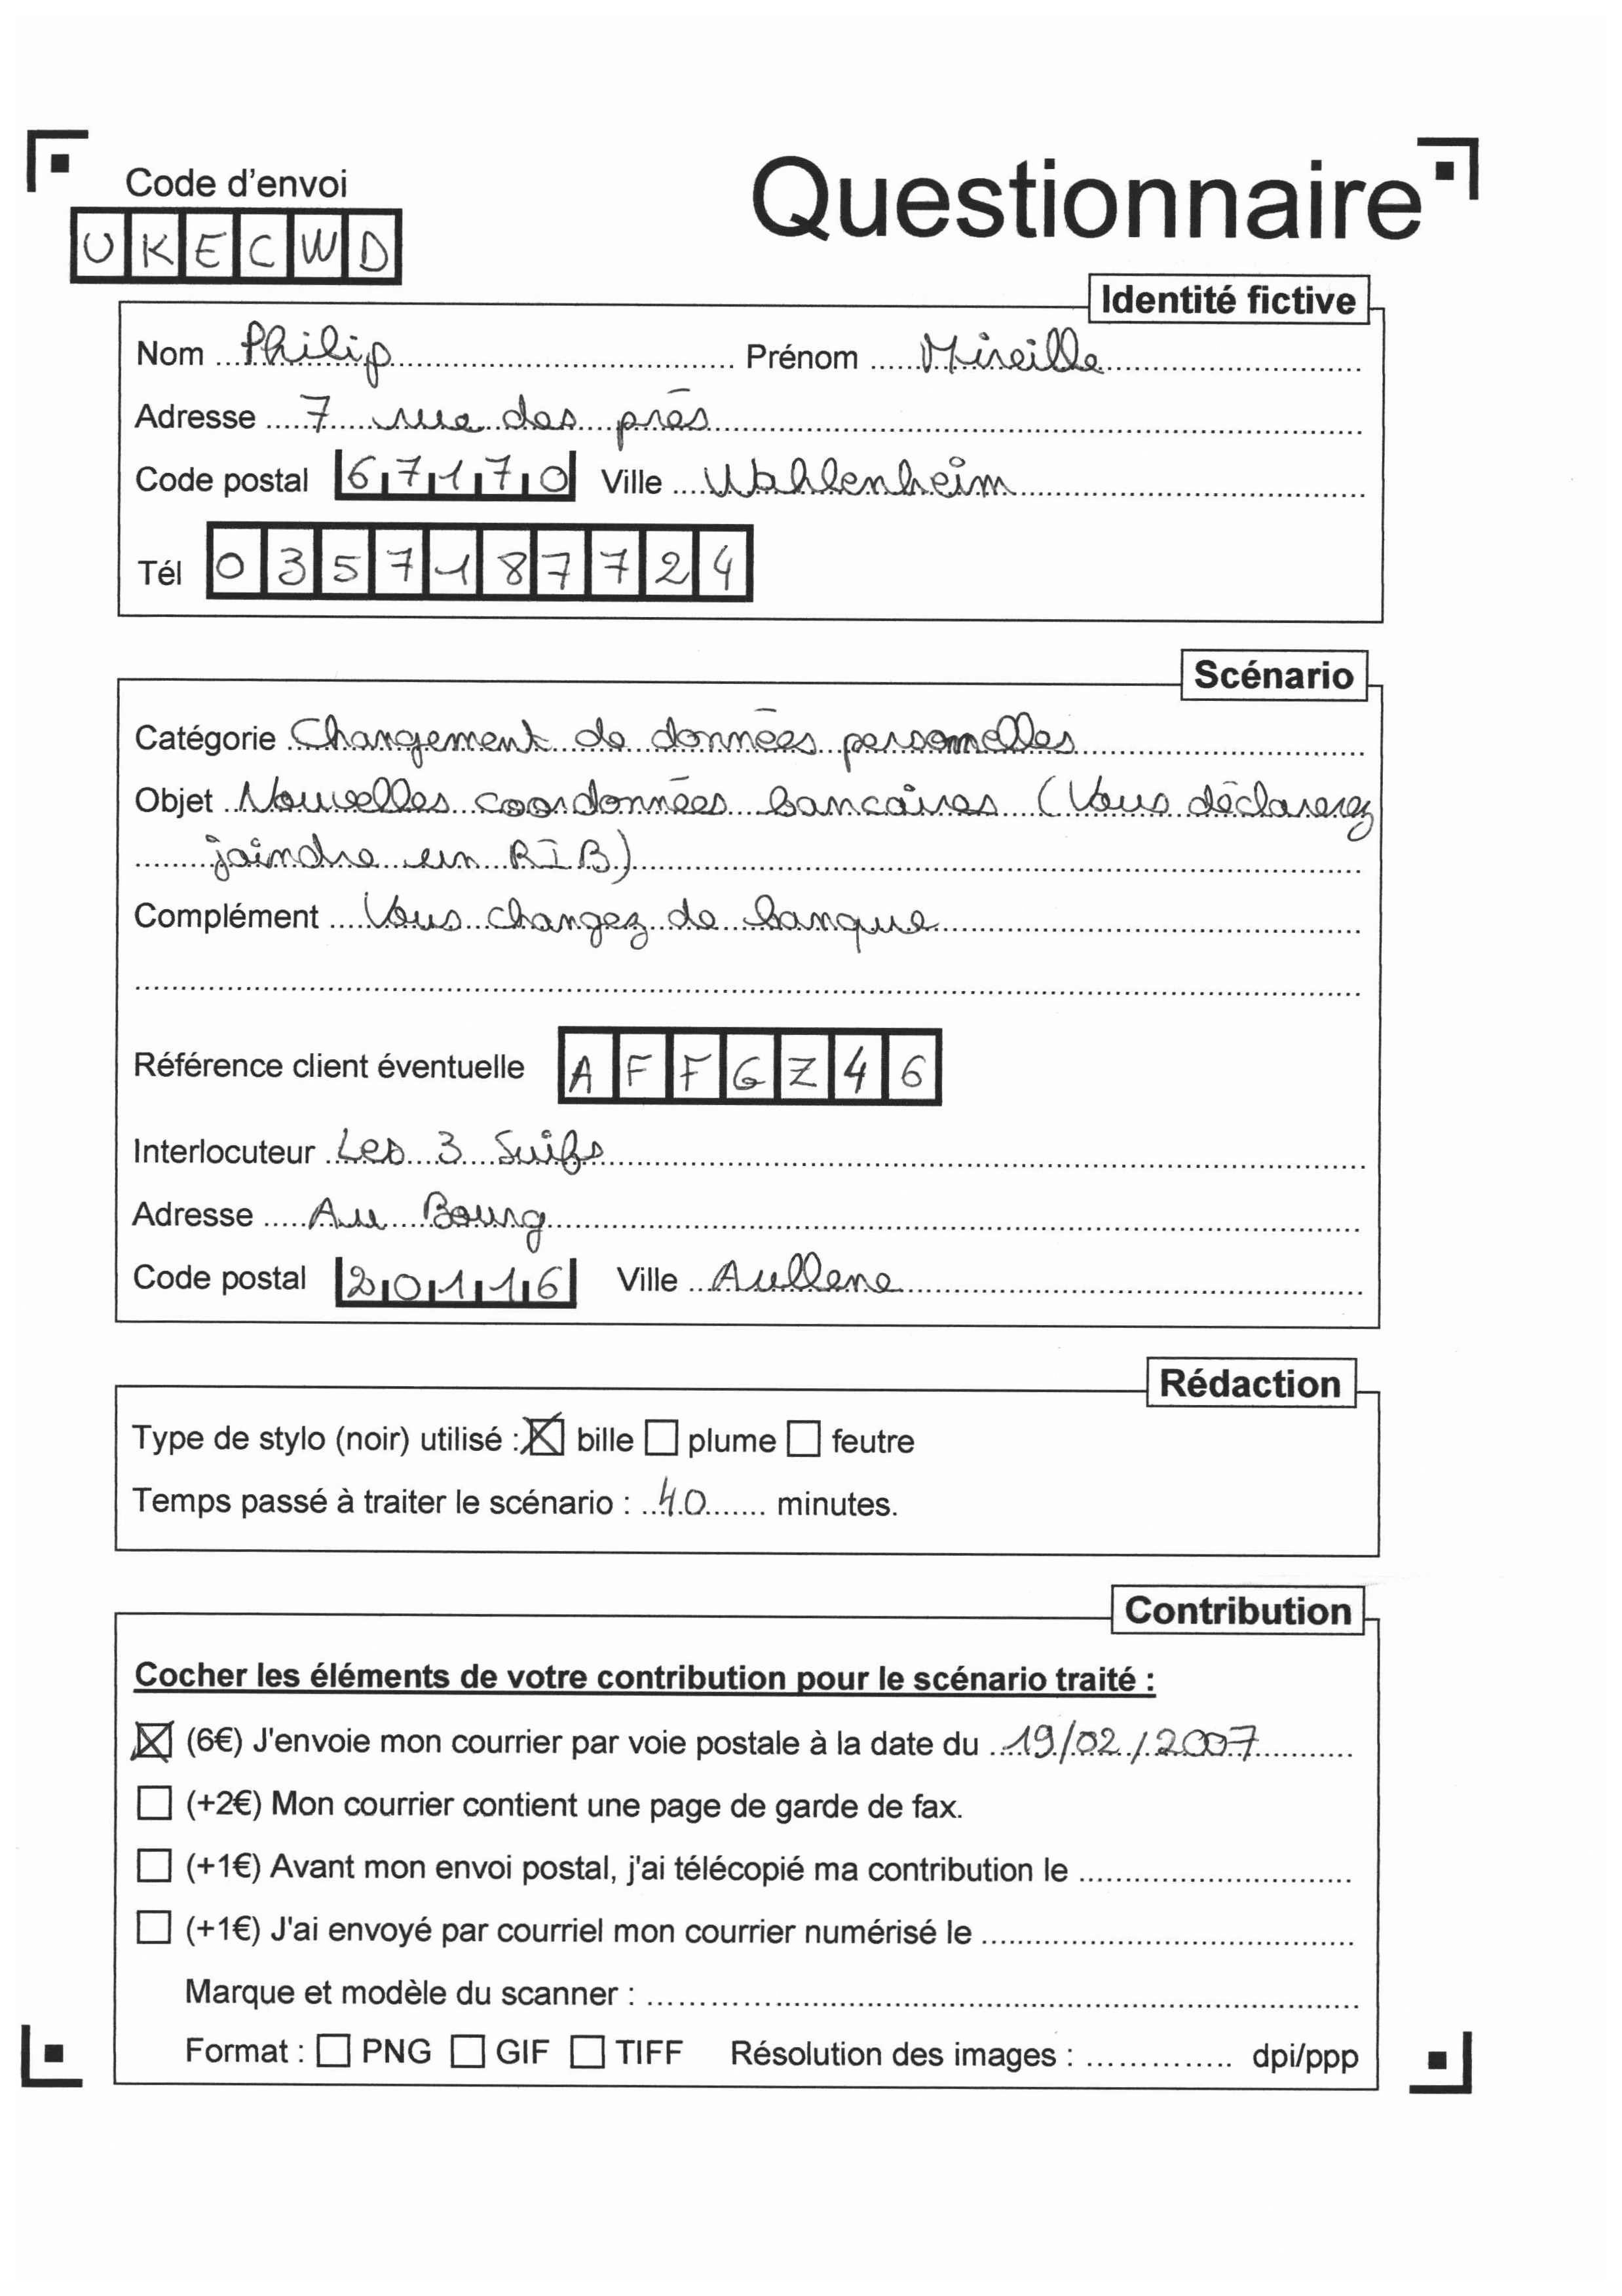 Code d'envoi
Questionnaire
UKECWD
Identité fictive
Nom Philip Prénom Mireille
Adresse 7 rue des prés
Code postal 67170 Ville Wahlenheim
Tél 0357187724
Scénario
Catégorie Changement de données personnelles
Objet Nouvelles coordonnées bancaires (Vous déclarerez
joindre un RIB)
Complément Vous changez de banque
Référence client éventuelle AFFGZ46
Interlocuteur Les 3 Suifs
Adresse Au Bourg
Code postal 20116 Ville Aullene
Rédaction
Type de stylo (noir) utilisé : ☒ bille ☐ plume ☐ feutre
Temps passé à traiter le scénario : 40 minutes.
Contribution
Cocher les éléments de votre contribution pour le scénario traité :
☒ (6€) J'envoie mon courrier par voie postale à la date du 19/02/2007
☐ (+2€) Mon courrier contient une page de garde de fax.
☐ (+1€) Avant mon envoi postal, j'ai télécopié ma contribution le
☐ (+1€) J'ai envoyé par courriel mon courrier numérisé le
Marque et modèle du scanner :
Format : ☐ PNG ☐ GIF ☐ TIFF Résolution des images : dpi/ppp